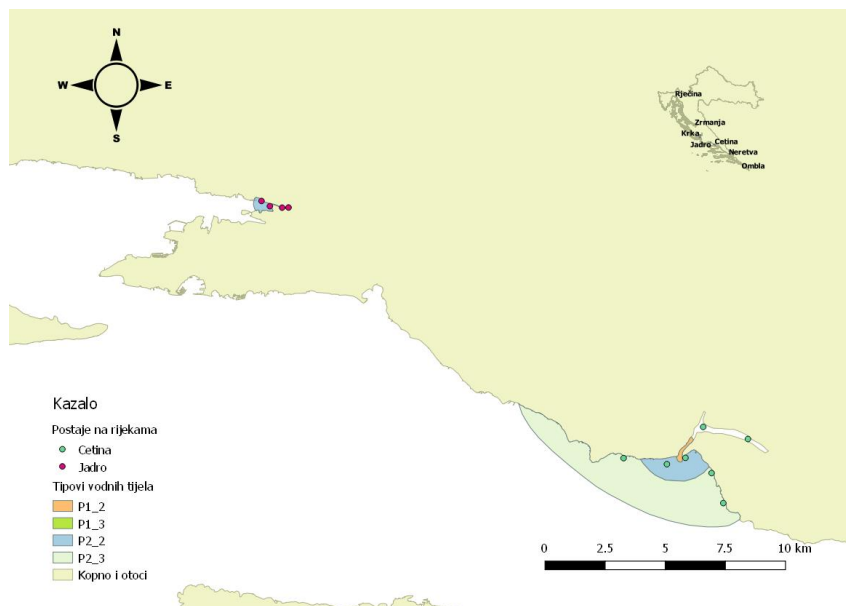 N
W
E
S
Rječina
Zrmanja
Krka
Cetina
Jadro
Neretva
Ombla
Kazalo
Postaje na rijekama
Cetina
Jadro
Tipovi vodnih tijela
P1_2
P1_3
P2_2
P2_3
Kopno i otoci
0 2.5 5 7.5 10 km